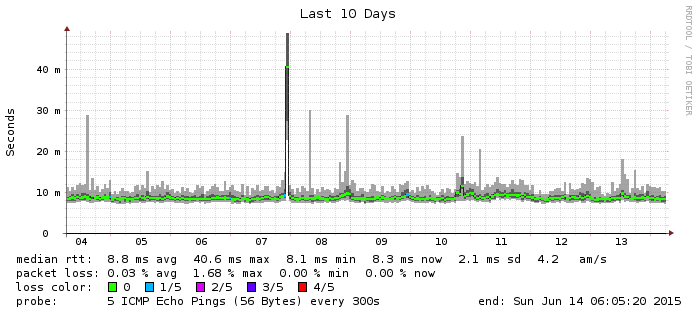 Last 10 Days
RRDTOOL / TOBI OETIKER
Seconds
40 m
30 m
20 m
10 m
0
04 05 06 07 08 09 10 11 12 13
median rtt: 8.8 ms avg 40.6 ms max 8.1 ms min 8.3 ms now 2.1 ms sd 4.2 am/s
packet loss: 0.03 % avg 1.68 % max 0.00 % min 0.00 % now
loss color: 0 1/5 2/5 3/5 4/5
probe: 5 ICMP Echo Pings (56 Bytes) every 300s end: Sun Jun 14 06:05:20 2015